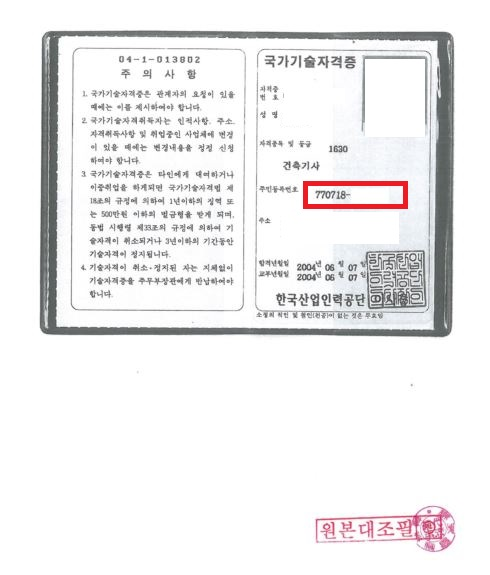 04-1-013802
주 의 사 항
1. 국가기술자격증은 관계자의 요청이 있을
때에는 이를 제시하여야 합니다.
2. 국가기술자격취득자는 인적사항, 주소,
자격취득사항 및 취업중인 사업체에 변경
이 있을 때에는 변경내용을 정정 신청
하여야 합니다.
3. 국가기술자격증은 타인에게 대여하거나
이중취업을 하게되면 국가기술자격법 제
18조의 규정에 의하여 1년이하의 징역 또
는 500만원 이하의 벌금형을 받게 되며,
동법 시행령 제33조의 규정에 의하여 기
술자격이 취소되거나 3년이하의 기간동안
기술자격이 정지됩니다.
4. 기술자격이 취소·정지된 자는 지체없이
기술자격증을 주무부장관에게 반납하여야
합니다.
국가기술자격증
자격증
번 호
성 명
자격종목 및 등급 1630
건축기사
주민등록번호 770718-
주소
합격년월일 2004년 06 월 07 일
교부년월일 2004년 06 월 07 일
한국산업인력공단
소정의 직인 및 철인(천공)이 없는 것은 무효임
원본대조필